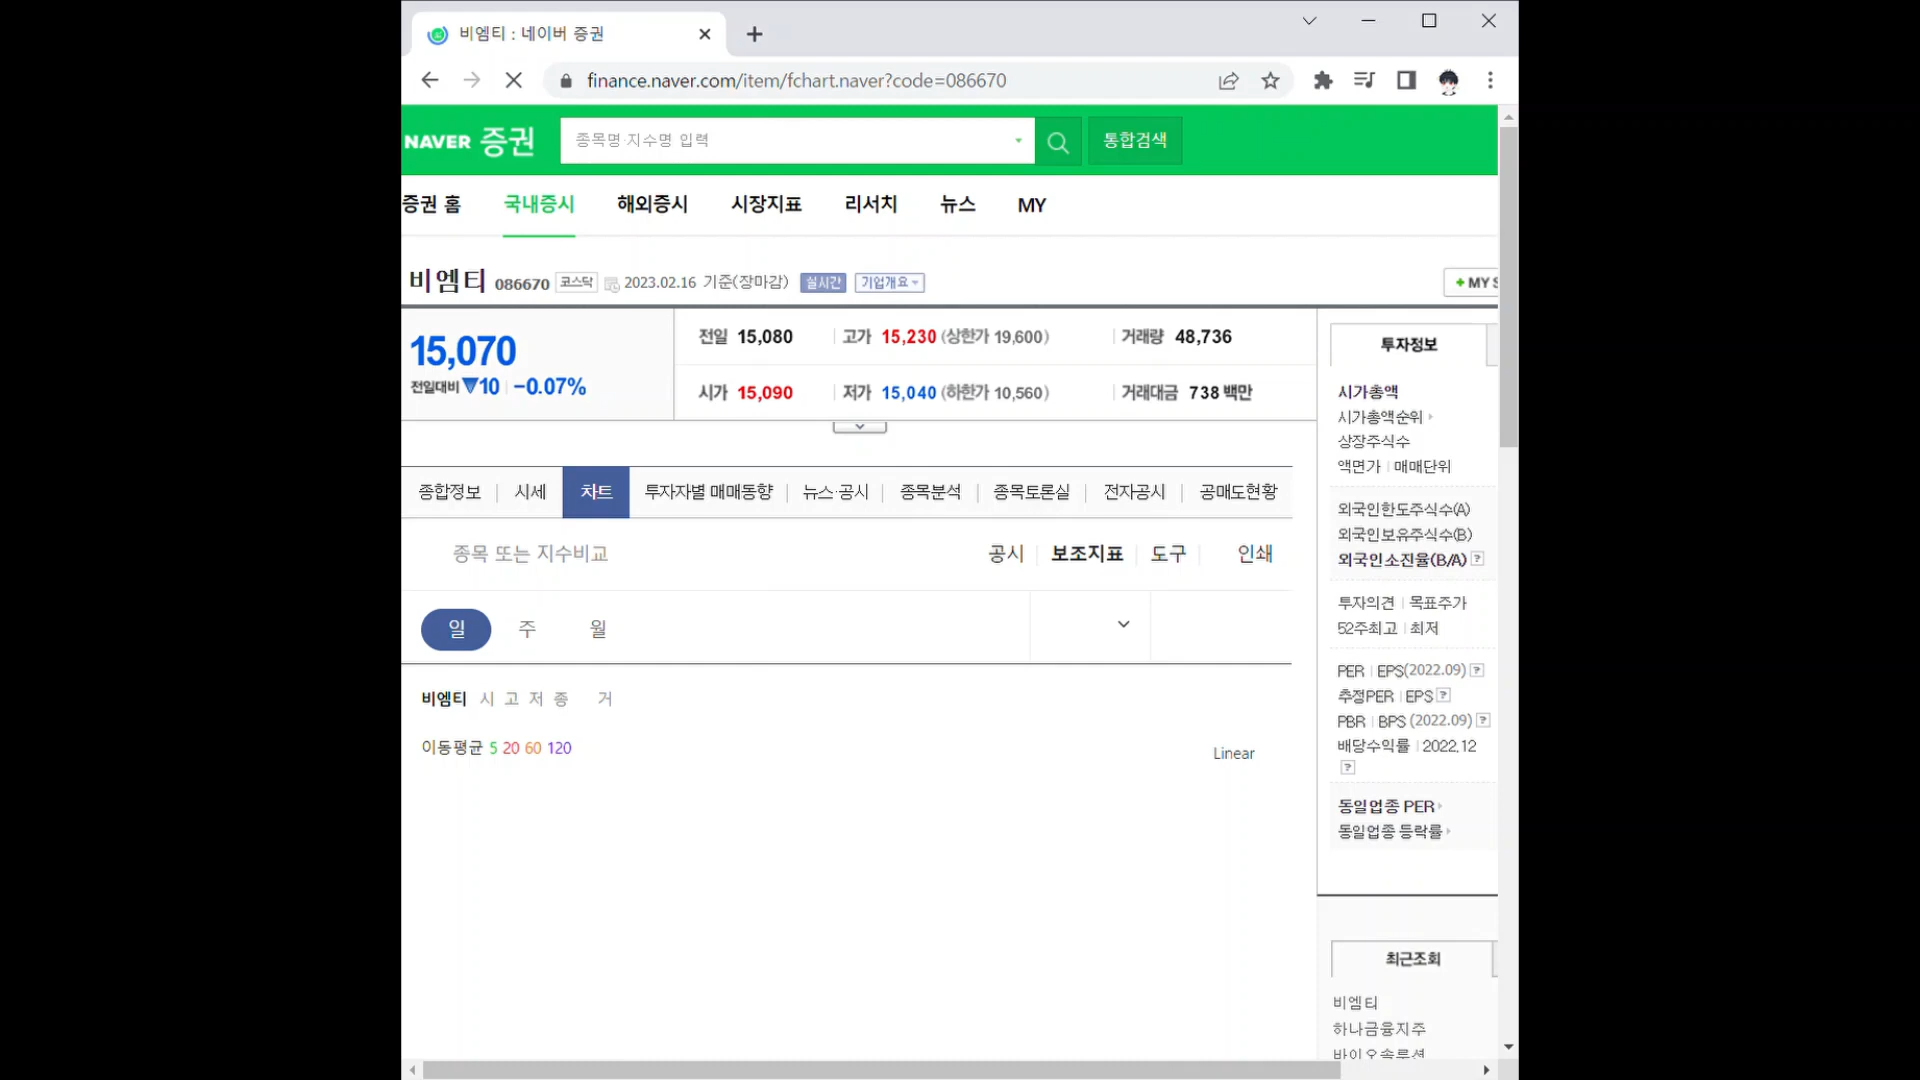 비엠티 : 네이버 증권
finance.naver.com/item/fchart.naver?code=086670
NAVER 증권 종목명·지수명 입력 통합검색
증권 홈 국내증시 해외증시 시장지표 리서치 뉴스 MY
비엠티 086670 코스닥 2023.02.16 기준(장마감) 실시간 기업개요
+ MY S
15,070
전일대비 ▼10 | -0.07%
전일 15,080 고가 15,230 (상한가 19,600) 거래량 48,736
시가 15,090 저가 15,040 (하한가 10,560) 거래대금 738 백만
종합정보 시세 차트 투자자별 매매동향 뉴스·공시 종목분석 종목토론실 전자공시 공매도현황
종목 또는 지수비교 공시 보조지표 도구 인쇄
일 주 월
비엠티 시 고 저 종 거
이동평균 5 20 60 120
Linear
투자정보
시가총액
시가총액순위
상장주식수
액면가 | 매매단위
외국인한도주식수(A)
외국인보유주식수(B)
외국인소진율(B/A) ?
투자의견 | 목표주가
52주최고 | 최저
PER | EPS(2022.09) ?
추정PER | EPS ?
PBR | BPS (2022.09) ?
배당수익률 | 2022.12
?
동일업종 PER
동일업종 등락률
최근조회
비엠티
하나금융지주
바이오솔루션